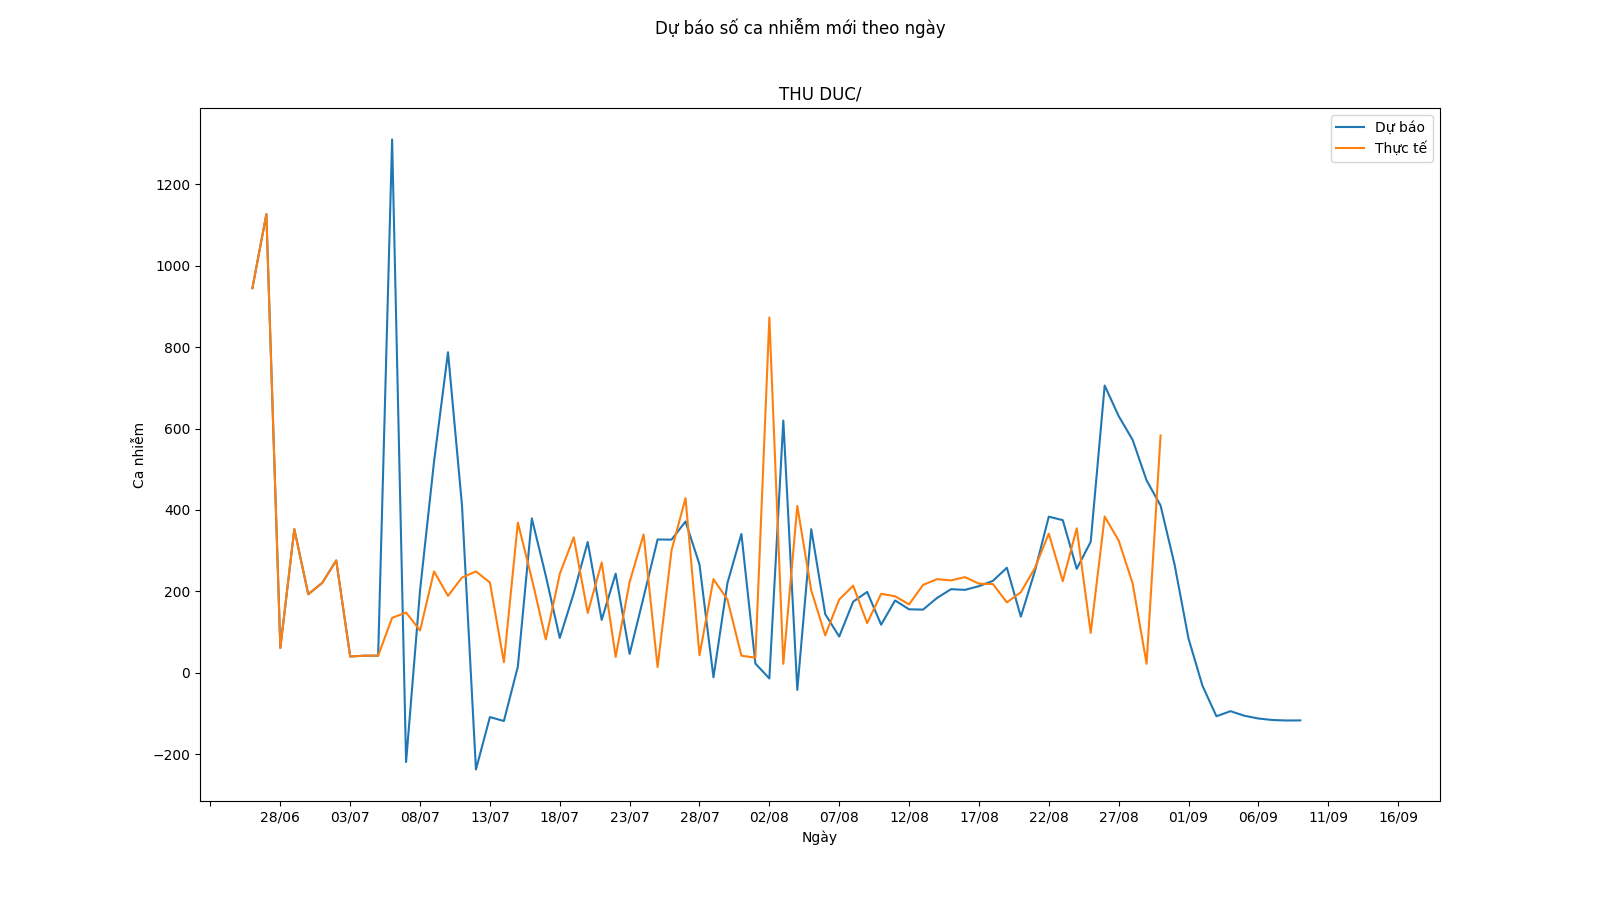 Dự báo số ca nhiễm mới theo ngày
THU DUC/
Dự báo
Thực tế
1200
1000
800
600
400
200
0
−200
Ca nhiễm
28/06 03/07 08/07 13/07 18/07 23/07 28/07 02/08 07/08 12/08 17/08 22/08 27/08 01/09 06/09 11/09 16/09
Ngày